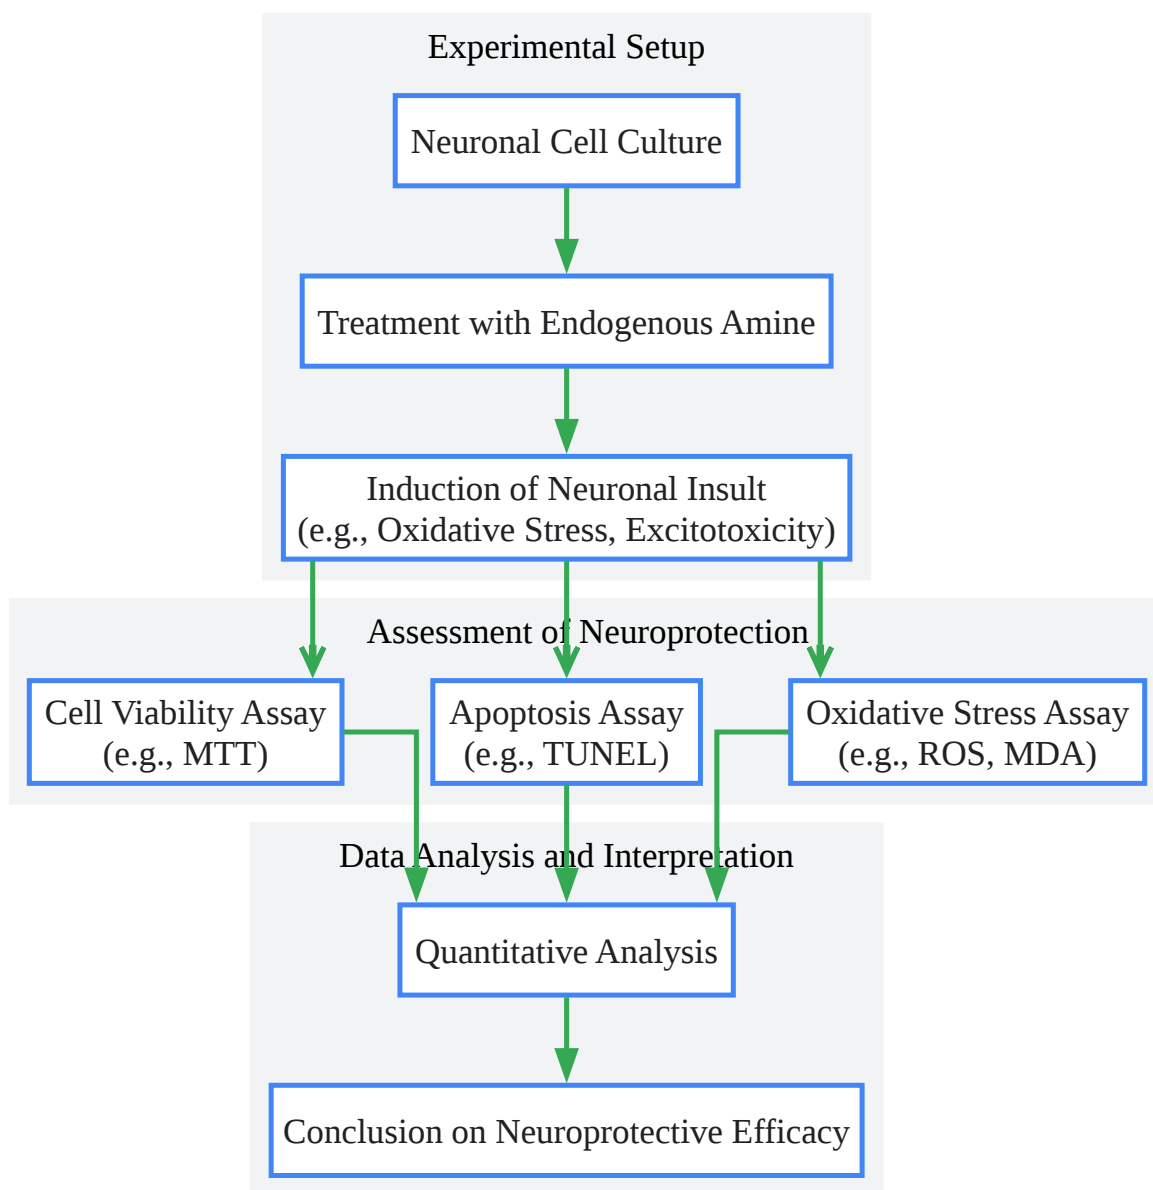 Experimental Setup
Neuronal Cell Culture
Treatment with Endogenous Amine
Induction of Neuronal Insult
(e.g., Oxidative Stress, Excitotoxicity)
Assessment of Neuroprotection
Cell Viability Assay
(e.g., MTT)
Apoptosis Assay
(e.g., TUNEL)
Oxidative Stress Assay
(e.g., ROS, MDA)
Data Analysis and Interpretation
Quantitative Analysis
Conclusion on Neuroprotective Efficacy